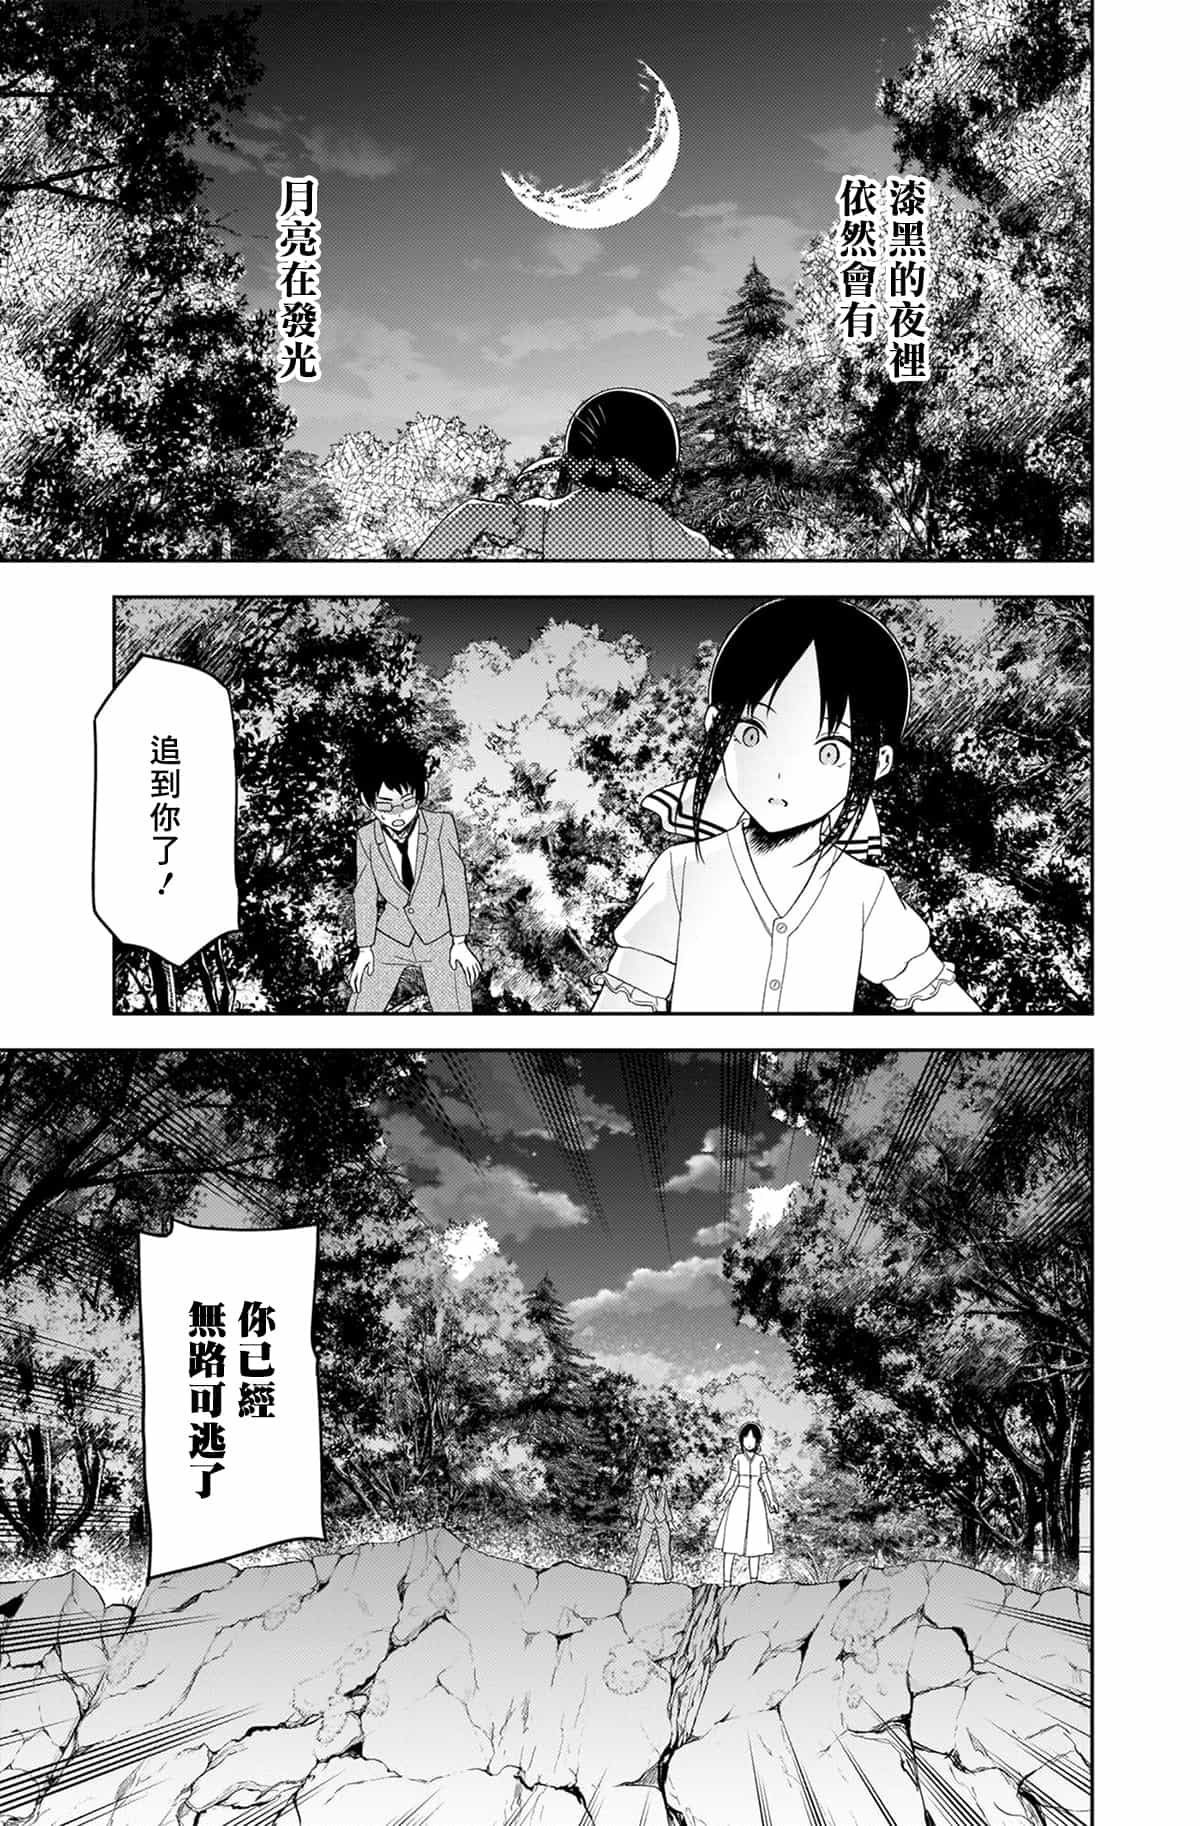 漆黑的夜裡
依然會有
月亮在發光
追到你了！
你已經
無路可逃了